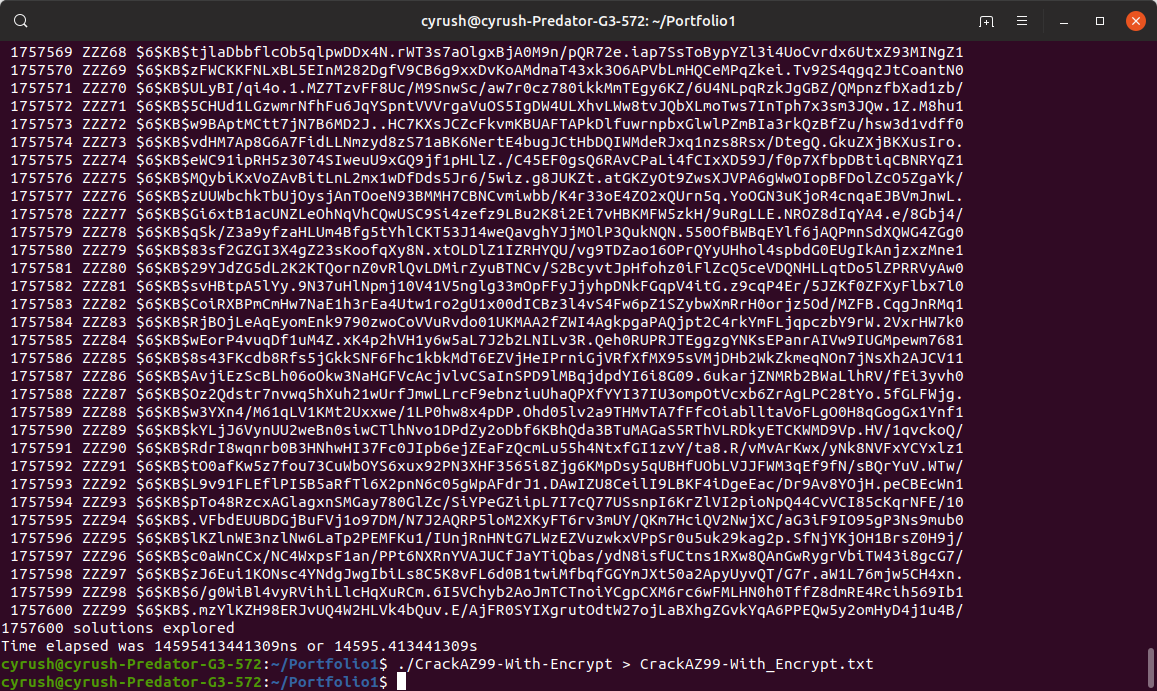 cyrush@cyrush-Predator-G3-572: ~/Portfolio1
1757569 ZZZ68 $6$KB$tjlaDbbflcOb5qlpwDDx4N.rWT3s7aOlgxBjA0M9n/pQR72e.iap7SsToBypYZl3i4UoCvrdx6UtxZ93MINgZ1
1757570 ZZZ69 $6$KB$zFWCKKFNLxBL5EInM282DgfV9CB6g9xxDvKoAMdmaT43xk3O6APVbLmHQCeMPqZkei.Tv92S4qgq2JtCoantN0
1757571 ZZZ70 $6$KB$ULyBI/qi4o.1.MZ7TzvFF8Uc/M9SnwSc/aw7r0cz780ikkMmTEgy6KZ/6U4NLpqRzkJgGBZ/QMpnzfbXad1zb/
1757572 ZZZ71 $6$KB$5CHUd1LGzwmrNfhFu6JqYSpntVVVrgaVuOS5IgDW4ULXhvLWw8tvJQbXLmoTws7InTph7x3sm3JQw.1Z.M8hu1
1757573 ZZZ72 $6$KB$w9BAptMCtt7jN7B6MD2J..HC7KXsJCZcFkvmKBUAFTAPkDlfuwrnpbxGlwlPZmBIa3rkQzBfZu/hsw3d1vdff0
1757574 ZZZ73 $6$KB$vdHM7Ap8G6A7FidLLNmzyd8zS71aBK6NertE4bugJCtHbDQIWMdeRJxq1nzs8Rsx/DtegQ.GkuZXjBKXusIro.
1757575 ZZZ74 $6$KB$eWC91ipRH5z3074SIweuU9xGQ9jf1pHLlZ./C45EF0gsQ6RAvCPaLi4fCIxXD59J/f0p7XfbpDBtiqCBNRYqZ1
1757576 ZZZ75 $6$KB$MQybiKxVoZAvBitLnL2mx1wDfDds5Jr6/5wiz.g8JUKZt.atGKZyOt9ZwsXJVPA6gWwOIopBFDolZcO5ZgaYk/
1757577 ZZZ76 $6$KB$zUUWbchkTbUjOysjAnTOoeN93BMMH7CBNCvmiwbb/K4r33oE4ZO2xQUrn5q.YoOGN3uKjoR4cnqaEJBVmJnwL.
1757578 ZZZ77 $6$KB$Gi6xtB1acUNZLeOhNqVhCQwUSC9Si4zefz9LBu2K8i2Ei7vHBKMFW5zkH/9uRgLLE.NROZ8dIqYA4.e/8Gbj4/
1757579 ZZZ78 $6$KB$qSk/Z3a9yfzaHLUm4Bfg5tYhlCKT53J14weQavghYJjMOlP3QukNQN.550OfBWBqEYlf6jAQPmnSdXQWG4ZGg0
1757580 ZZZ79 $6$KB$83sf2GZGI3X4gZ23sKoofqXy8N.xtOLDlZ1IZRHYQU/vg9TDZao16OPrQYyUHhol4spbdG0EUgIkAnjzxzMne1
1757581 ZZZ80 $6$KB$29YJdZG5dL2K2KTQornZ0vRlQvLDMirZyuBTNCv/S2BcyvtJpHfohz0iFlZcQ5ceVDQNHLLqtDo5lZPRRVyAw0
1757582 ZZZ81 $6$KB$svHBtpA5lYy.9N37uHlNpmj10V41V5nglg33mOpFFyJjyhpDNkFGqpV4itG.z9cqP4Er/5JZKf0ZFXyFlbx7l0
1757583 ZZZ82 $6$KB$CoiRXBPmCmHw7NaE1h3rEa4Utw1ro2gU1x00dICBz3l4vS4Fw6pZ1SZybwXmRrH0orjz5Od/MZFB.CqgJnRMq1
1757584 ZZZ83 $6$KB$RjBOjLeAqEyomEnk9790zwoCoVVuRvdo01UKMAA2fZWI4AgkpgaPAQjpt2C4rkYmFLjqpczbY9rW.2VxrHW7k0
1757585 ZZZ84 $6$KB$wEorP4vuqDf1uM4Z.xK4p2hVH1y6w5aL7J2b2LNILv3R.Qeh0RUPRJTEggzgYNKsEPanrAIVw9IUGMpewm7681
1757586 ZZZ85 $6$KB$8s43FKcdb8Rfs5jGkkSNF6Fhc1kbkMdT6EZVjHeIPrniGjVRfXfMX95sVMjDHb2WkZkmeqNOn7jNsXh2AJCV11
1757587 ZZZ86 $6$KB$AvjiEzScBLh06oOkw3NaHGFVcAcjvlvCSaInSPD9lMBqjdpdYI6i8G09.6ukarjZNMRb2BWaLlhRV/fEi3yvh0
1757588 ZZZ87 $6$KB$Oz2Qdstr7nvwq5hXuh21wUrfJmwLLrcF9ebnziuUhaQPXfYYI37IU3ompOtVcxb6ZrAgLPC28tYo.5fGLFWjg.
1757589 ZZZ88 $6$KB$w3YXn4/M61qLV1KMt2Uxxwe/1LP0hw8x4pDP.Ohd05lv2a9THMvTA7fFfcOiablltaVoFLgO0H8qGogGx1Ynf1
1757590 ZZZ89 $6$KB$kYLjJ6VynUU2weBn0siwCTlhNvo1DPdZy2oDbf6KBhQda3BTuMAGaS5RThVLRDkyETCKWMD9Vp.HV/1qvckoQ/
1757591 ZZZ90 $6$KB$RdrI8wqnrb0B3HNhwHI37Fc0JIpb6ejZEaFzQcmLu55h4NtxfGI1zvY/ta8.R/vMvArKwx/yNk8NVFxYCYxlz1
1757592 ZZZ91 $6$KB$tO0afKw5z7fou73CuWbOYS6xux92PN3XHF3565i8Zjg6KMpDsy5qUBHfUObLVJJFWM3qEf9fN/sBQrYuV.WTw/
1757593 ZZZ92 $6$KB$L9v91FLEflPI5B5aRfTl6X2pnN6c05gWpAFdrJ1.DAwIZU8CeilI9LBKF4iDgeEac/Dr9Av8YOjH.peCBEcWn1
1757594 ZZZ93 $6$KB$pTo48RzcxAGlagxnSMGay780GlZc/SiYPeGZiipL7I7cQ77USsnpI6KrZlVI2pioNpQ44CvVCI85cKqrNFE/10
1757595 ZZZ94 $6$KB$.VFbdEUUBDGjBuFVj1o97DM/N7J2AQRP5loM2XKyFT6rv3mUY/QKm7HciQV2NwjXC/aG3iF9IO95gP3Ns9mub0
1757596 ZZZ95 $6$KB$lKZlnWE3nzlNw6LaTp2PEMFKu1/IUnjRnHNtG7LWzEZVuzwkxVPpSr0u5uk29kag2p.SfNjYKjOH1BrsZ0H9j/
1757597 ZZZ96 $6$KB$c0aWnCCx/NC4WxpsF1an/PPt6NXRnYVAJUCfJaYTiQbas/ydN8isfUCtns1RXw8QAnGwRygrVbiTW43i8gcG7/
1757598 ZZZ97 $6$KB$zJ6Eui1KONsc4YNdgJwgIbiLs8C5K8vFL6d0B1twiMfbqfGGYmJXt50a2ApyUyvQT/G7r.aW1L76mjw5CH4xn.
1757599 ZZZ98 $6$KB$6/g0WiBl4vyRVihiLlcHqXuRCm.6I5VChyb2AoJmTCTnoiYCgpCXM6rc6wFMLHN0h0TffZ8dmRE4Rcih569Ib1
1757600 ZZZ99 $6$KB$.mzYlKZH98ERJvUQ4W2HLVk4bQuv.E/AjFR0SYIXgrutOdtW27ojLaBXhgZGvkYqA6PPEQw5y2omHyD4j1u4B/
1757600 solutions explored
Time elapsed was 14595413441309ns or 14595.413441309s
cyrush@cyrush-Predator-G3-572:~/Portfolio1$ ./CrackAZ99-With-Encrypt > CrackAZ99-With_Encrypt.txt
cyrush@cyrush-Predator-G3-572:~/Portfolio1$